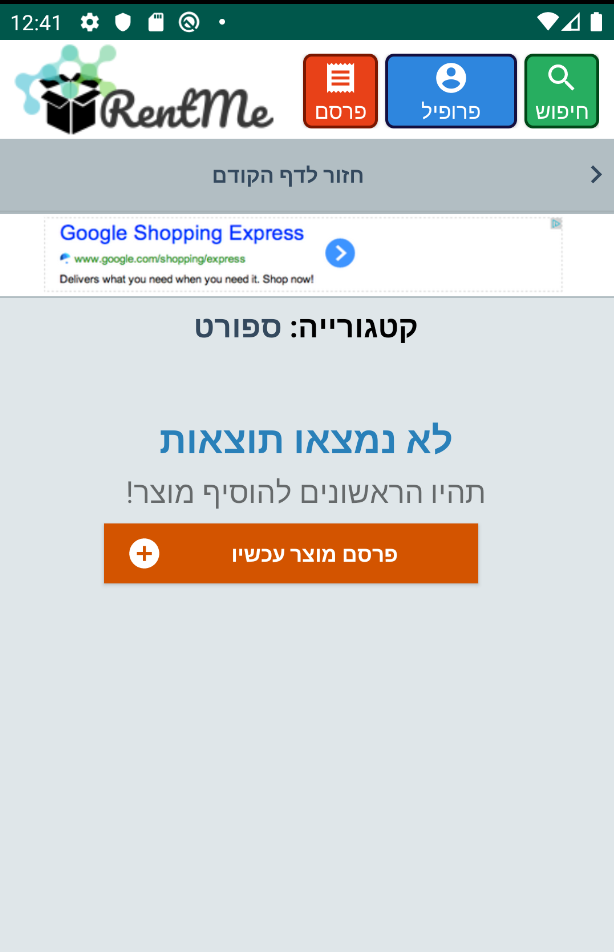 12:41
RentMe
חיפוש
פרופיל
פרסם
חזור לדף הקודם
Google Shopping Express
www.google.com/shopping/express
Delivers what you need when you need it. Shop now!
קטגורייה: ספורט
לא נמצאו תוצאות
תהיו הראשונים להוסיף מוצר!
פרסם מוצר עכשיו